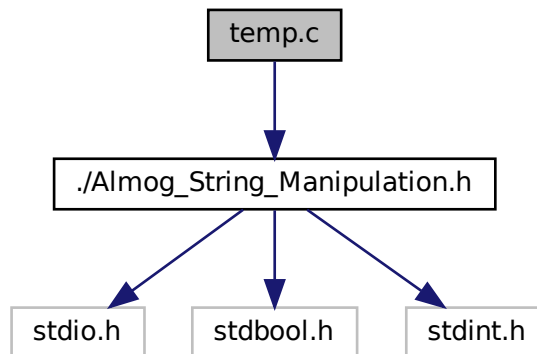 temp.c
./Almog_String_Manipulation.h
stdio.h
stdbool.h
stdint.h